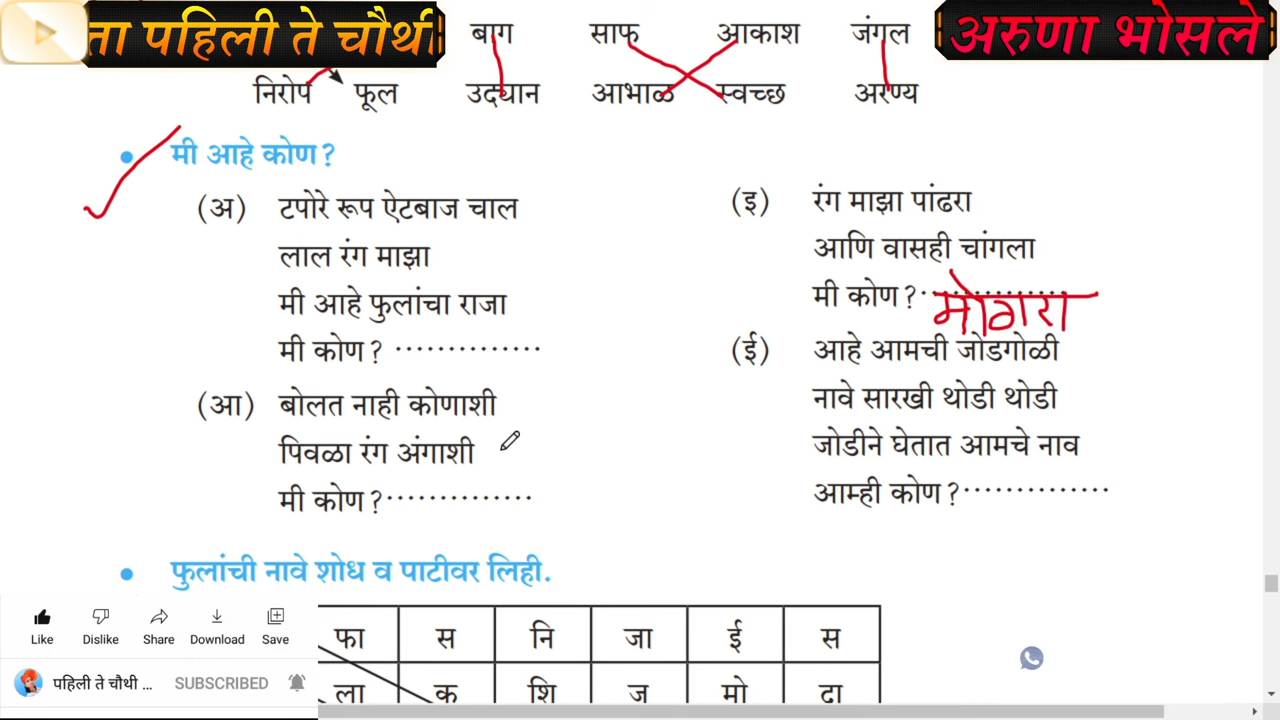 ता पहिली ते चौथी
अरुणा भोसले
बाग साफ आकाश जंगल
निरोप फूल उद्यान आभाळ स्वच्छ अरण्य
• मी आहे कोण?
(अ) टपोरे रूप ऐटबाज चाल
लाल रंग माझा
मी आहे फुलांचा राजा
मी कोण? ··············
(आ) बोलत नाही कोणाशी
पिवळा रंग अंगाशी
मी कोण?··············
(इ) रंग माझा पांढरा
आणि वासही चांगला
मी कोण?·············· मोगरा
(ई) आहे आमची जोडगोळी
नावे सारखी थोडी थोडी
जोडीने घेतात आमचे नाव
आम्ही कोण?··············
• फुलांची नावे शोध व पाटीवर लिही.
फा स नि जा ई स
ला क शि ज मो दा
Like Dislike Share Download Save
पहिली ते चौथी ... SUBSCRIBED